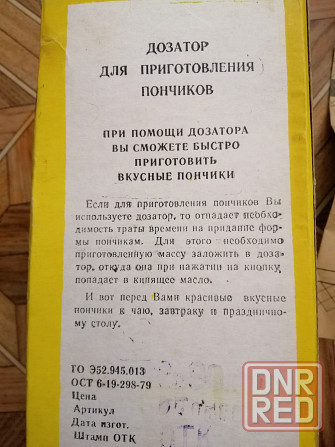 ДОЗАТОР
ДЛЯ ПРИГОТОВЛЕНИЯ
ПОНЧИКОВ
ПРИ ПОМОЩИ ДОЗАТОРА
ВЫ СМОЖЕТЕ БЫСТРО
ПРИГОТОВИТЬ
ВКУСНЫЕ ПОНЧИКИ
Если для приготовления пончиков Вы
используете дозатор, то отпадает необхо-
димость траты времени на придание фор-
мы пончикам. Для этого необходимо
приготовленную массу заложить в доза-
тор, откуда она при нажатии на кнопку
попадает в кипящее масло.
И вот перед Вами красивые вкусные
пончики к чаю, завтраку и празднично-
му столу.
ГО Э52.945.013
ОСТ 6-19-298-79
Цена
Артикул
Дата изгот.
Штамп ОТК
DNR
RED